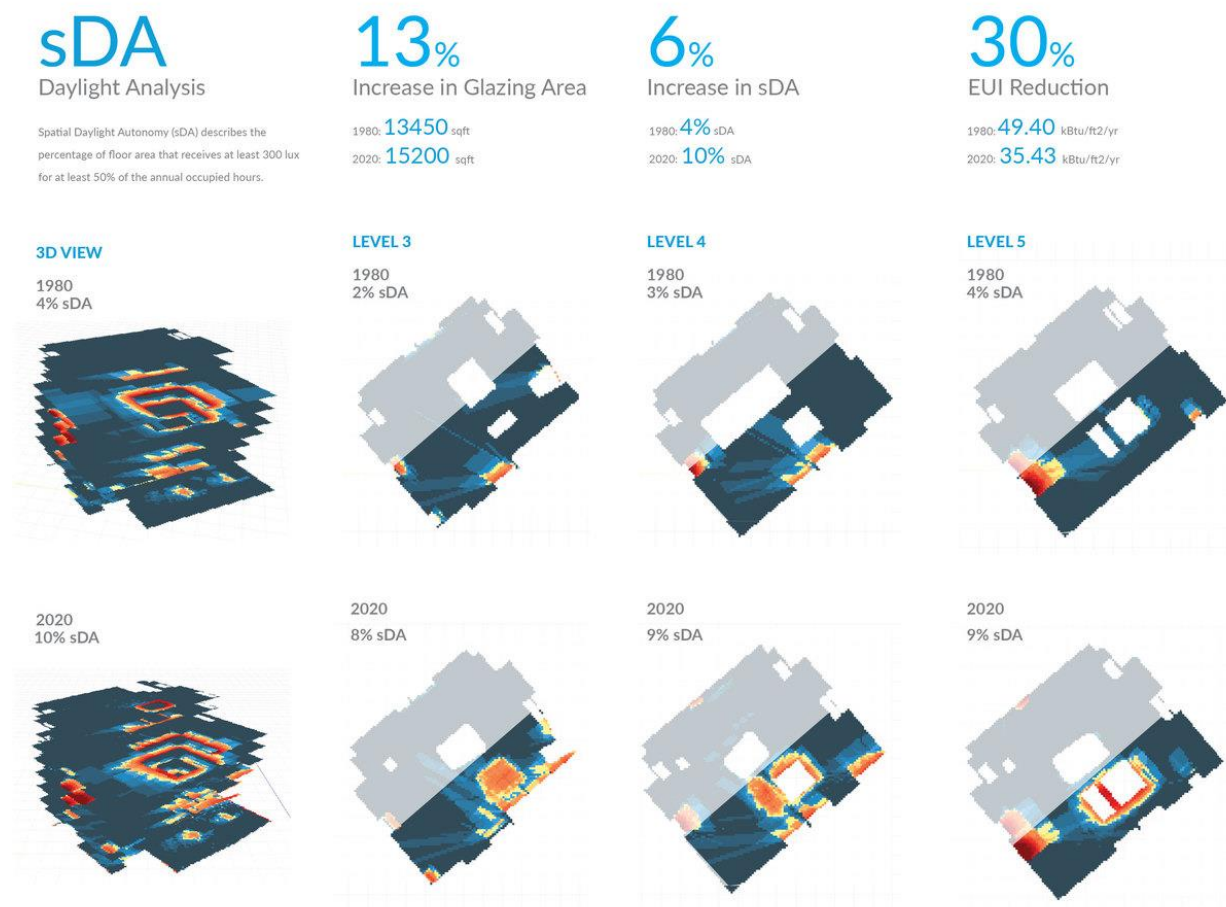 sDA
Daylight Analysis
Spatial Daylight Autonomy (sDA) describes the
percentage of floor area that receives at least 300 lux
for at least 50% of the annual occupied hours.
13%
Increase in Glazing Area
1980: 13450 sqft
2020: 15200 sqft
6%
Increase in sDA
1980: 4% sDA
2020: 10% sDA
30%
EUI Reduction
1980: 49.40 kBtu/ft2/yr
2020: 35.43 kBtu/ft2/yr
3D VIEW
1980
4% sDA
LEVEL 3
1980
2% sDA
LEVEL 4
1980
3% sDA
LEVEL 5
1980
4% sDA
2020
10% sDA
2020
8% sDA
2020
9% sDA
2020
9% sDA